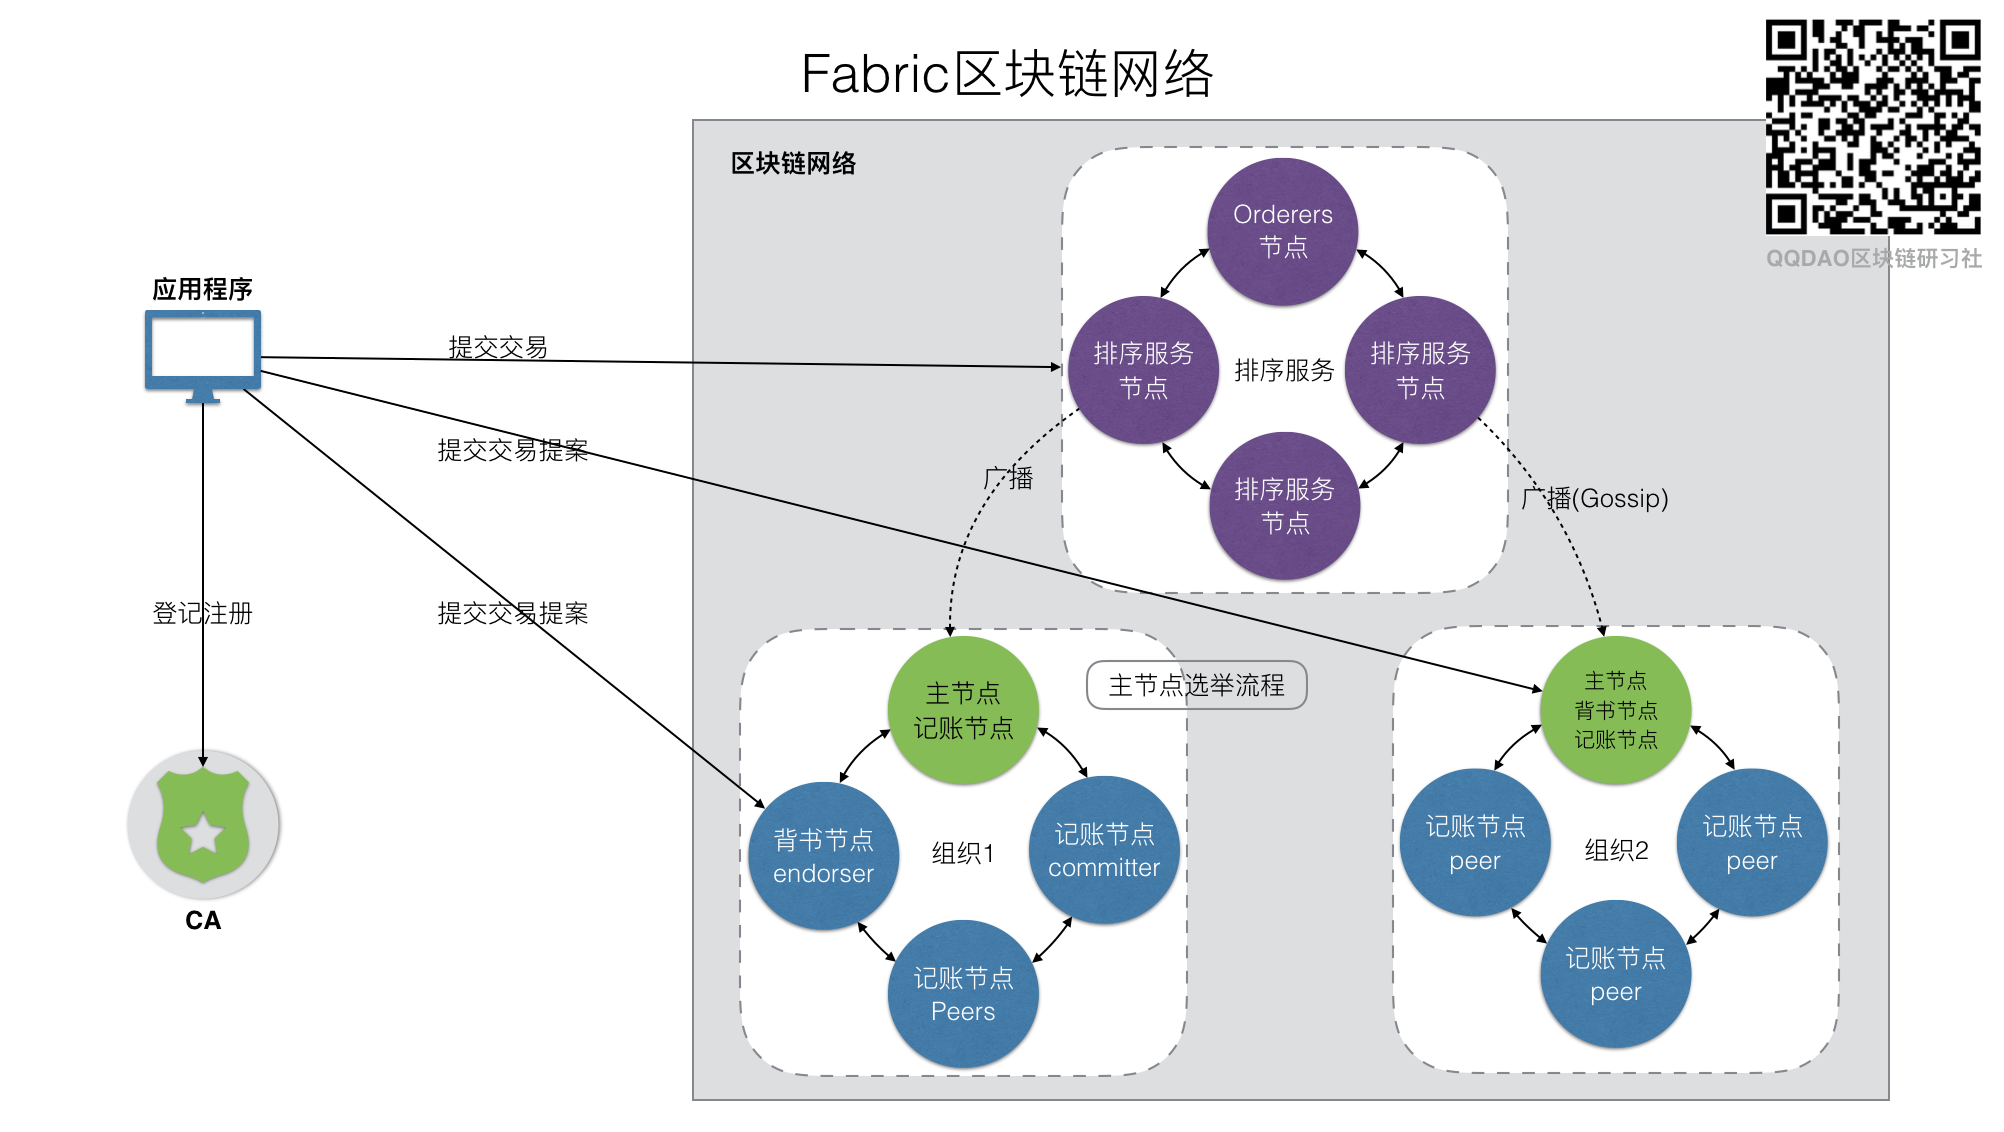 Fabric区块链网络
区块链网络
QQDAO区块链研习社
Orderers
节点
应用程序
提交交易
排序服务
节点
排序服务
排序服务
节点
提交交易提案
广播
排序服务
节点
广播(Gossip)
登记注册
提交交易提案
主节点
记账节点
主节点选举流程
主节点
背书节点
记账节点
背书节点
endorser
组织1
记账节点
committer
记账节点
peer
组织2
记账节点
peer
CA
记账节点
Peers
记账节点
peer